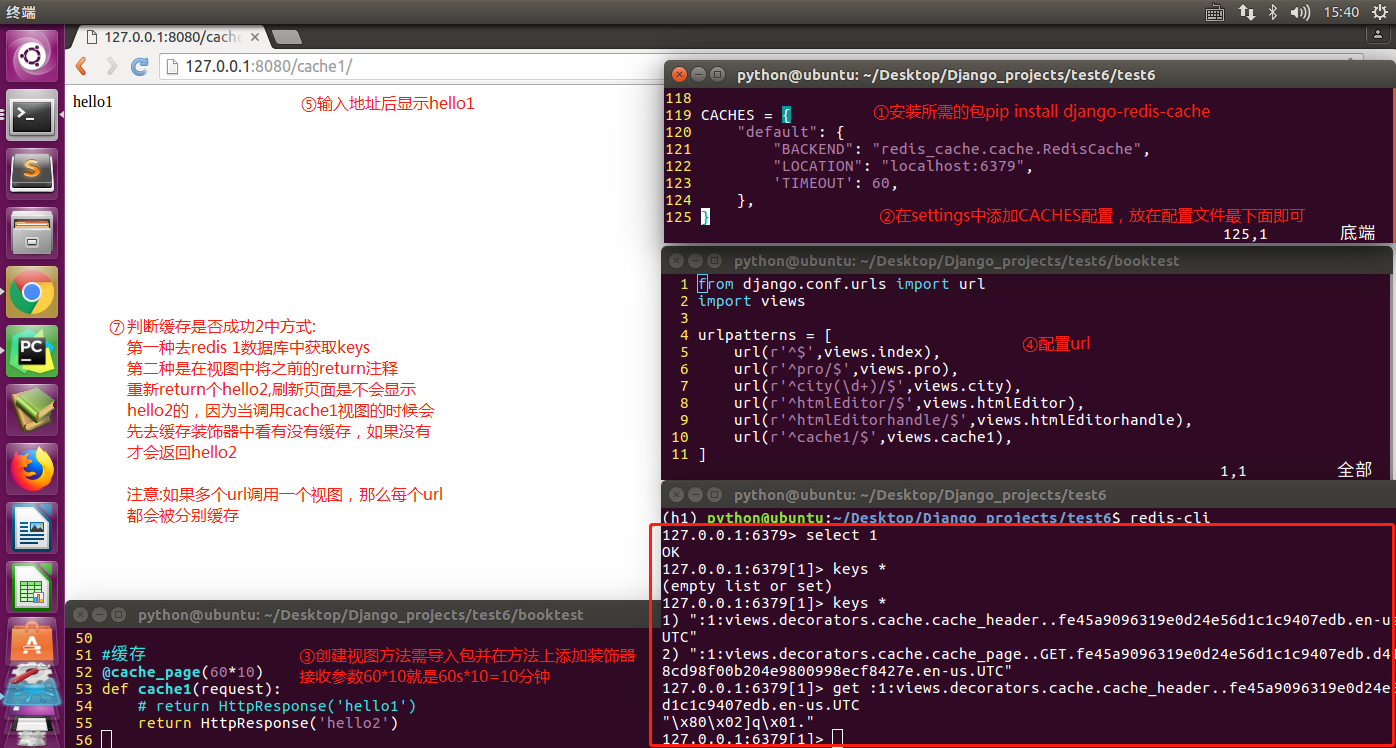 终端
15:40
127.0.0.1:8080/cache
127.0.0.1:8080/cache1/
hello1
⑤输入地址后显示hello1
⑦判断缓存是否成功2中方式:
第一种去redis 1数据库中获取keys
第二种是在视图中将之前的return注释
重新return个hello2,刷新页面是不会显示
hello2的，因为当调用cache1视图的时候会
先去缓存装饰器中看有没有缓存，如果没有
才会返回hello2
注意:如果多个url调用一个视图，那么每个url
都会被分别缓存
python@ubuntu: ~/Desktop/Django_projects/test6/test6
118
119 CACHES = {
①安装所需的包pip install django-redis-cache
120     "default": {
121         "BACKEND": "redis_cache.cache.RedisCache",
122         "LOCATION": "localhost:6379",
123         'TIMEOUT': 60,
124     },
125 }
②在settings中添加CACHES配置，放在配置文件最下面即可
125,1 底端
python@ubuntu: ~/Desktop/Django_projects/test6/booktest
1 from django.conf.urls import url
2 import views
3
4 urlpatterns = [
5     url(r'^$',views.index),
④配置url
6     url(r'^pro/$',views.pro),
7     url(r'^city(\d+)/$',views.city),
8     url(r'^htmlEditor/$',views.htmlEditor),
9     url(r'^htmlEditorhandle/$',views.htmlEditorhandle),
10     url(r'^cache1/$',views.cache1),
11 ]
1,1 全部
python@ubuntu: ~/Desktop/Django_projects/test6
(h1) python@ubuntu:~/Desktop/Django_projects/test6$ redis-cli
127.0.0.1:6379> select 1
OK
127.0.0.1:6379[1]> keys *
(empty list or set)
127.0.0.1:6379[1]> keys *
1) ":1:views.decorators.cache.cache_header..fe45a9096319e0d24e56d1c1c9407edb.en-us.
UTC"
2) ":1:views.decorators.cache.cache_page..GET.fe45a9096319e0d24e56d1c1c9407edb.d41
8cd98f00b204e9800998ecf8427e.en-us.UTC"
127.0.0.1:6379[1]> get :1:views.decorators.cache.cache_header..fe45a9096319e0d24e56
d1c1c9407edb.en-us.UTC
"\x80\x02]q\x01."
127.0.0.1:6379[1]>
python@ubuntu: ~/Desktop/Django_projects/test6/booktest
50
51 #缓存
③创建视图方法需导入包并在方法上添加装饰器
52 @cache_page(60*10)
接收参数60*10就是60s*10=10分钟
53 def cache1(request):
54     # return HttpResponse('hello1')
55     return HttpResponse('hello2')
56